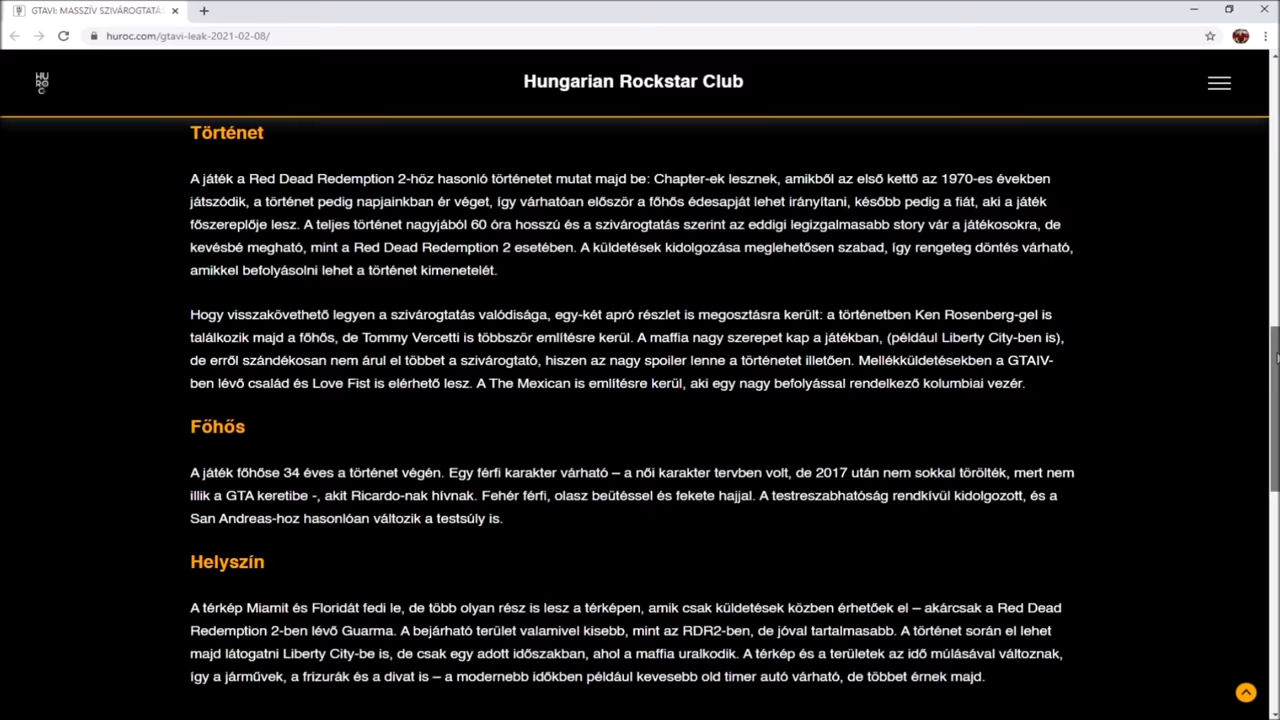 GTAVI: MASSZÍV SZIVÁROGTATÁS
huroc.com/gtavi-leak-2021-02-08/
HU
RO
C
Hungarian Rockstar Club
Történet
A játék a Red Dead Redemption 2-höz hasonló történetet mutat majd be: Chapter-ek lesznek, amikből az első kettő az 1970-es években
játszódik, a történet pedig napjainkban ér véget, így várhatóan először a főhős édesapját lehet irányítani, később pedig a fiát, aki a játék
főszereplője lesz. A teljes történet nagyjából 60 óra hosszú és a szivárogtatás szerint az eddigi legizgalmasabb story vár a játékosokra, de
kevésbé megható, mint a Red Dead Redemption 2 esetében. A küldetések kidolgozása meglehetősen szabad, így rengeteg döntés várható,
amikkel befolyásolni lehet a történet kimenetelét.
Hogy visszakövethető legyen a szivárogtatás valódisága, egy-két apró részlet is megosztásra került: a történetben Ken Rosenberg-gel is
találkozik majd a főhős, de Tommy Vercetti is többször említésre kerül. A maffia nagy szerepet kap a játékban, (például Liberty City-ben is),
de erről szándékosan nem árul el többet a szivárogtató, hiszen az nagy spoiler lenne a történetet illetően. Mellékküldetésekben a GTAIV-
ben lévő család és Love Fist is elérhető lesz. A The Mexican is említésre kerül, aki egy nagy befolyással rendelkező kolumbiai vezér.
Főhős
A játék főhőse 34 éves a történet végén. Egy férfi karakter várható – a női karakter tervben volt, de 2017 után nem sokkal törölték, mert nem
illik a GTA keretibe -, akit Ricardo-nak hívnak. Fehér férfi, olasz beütéssel és fekete hajjal. A testreszabhatóság rendkívül kidolgozott, és a
San Andreas-hoz hasonlóan változik a testsúly is.
Helyszín
A térkép Miamit és Floridát fedi le, de több olyan rész is lesz a térképen, amik csak küldetések közben érhetőek el – akárcsak a Red Dead
Redemption 2-ben lévő Guarma. A bejárható terület valamivel kisebb, mint az RDR2-ben, de jóval tartalmasabb. A történet során el lehet
majd látogatni Liberty City-be is, de csak egy adott időszakban, ahol a maffia uralkodik. A térkép és a területek az idő múlásával változnak,
így a járművek, a frizurák és a divat is – a modernebb időkben például kevesebb old timer autó várható, de többet érnek majd.